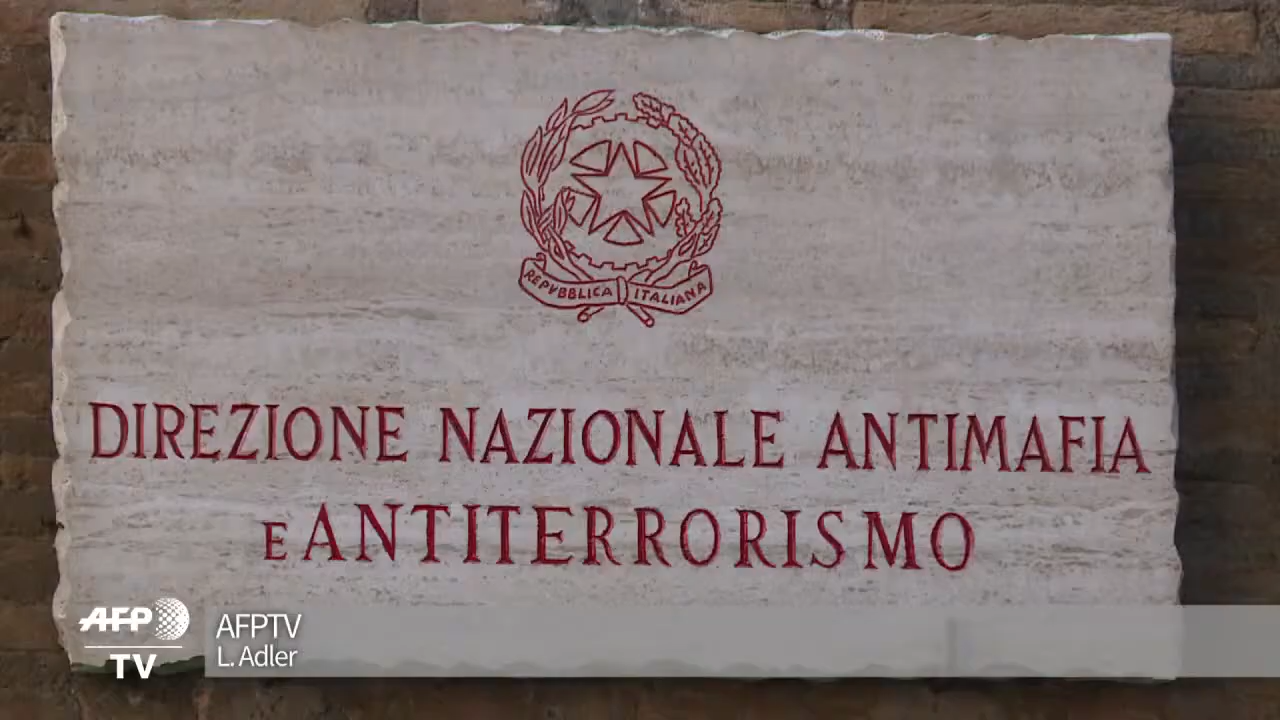 REPVBBLICA ITALIANA
DIREZIONE NAZIONALE ANTIMAFIA
E ANTITERRORISMO
AFP
TV
AFPTV
L. Adler